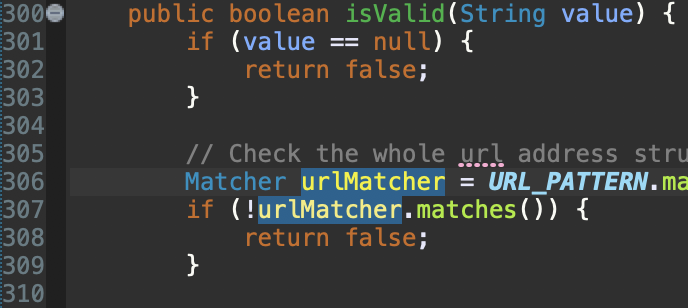 300 public boolean isValid(String value) {
301 if (value == null) {
302 return false;
303 }
304
305 // Check the whole url address stru
306 Matcher urlMatcher = URL_PATTERN.ma
307 if (!urlMatcher.matches()) {
308 return false;
309 }
310